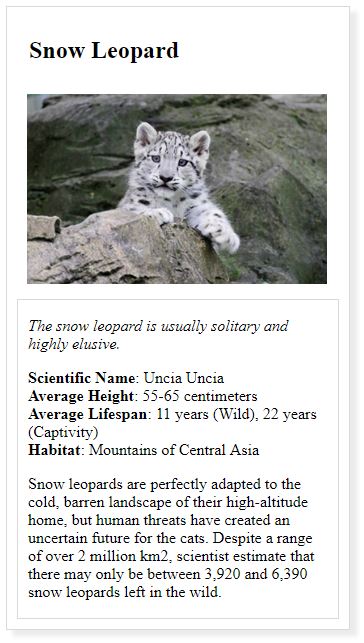 Snow Leopard
The snow leopard is usually solitary and
highly elusive.
Scientific Name: Uncia Uncia
Average Height: 55-65 centimeters
Average Lifespan: 11 years (Wild), 22 years
(Captivity)
Habitat: Mountains of Central Asia
Snow leopards are perfectly adapted to the
cold, barren landscape of their high-altitude
home, but human threats have created an
uncertain future for the cats. Despite a range
of over 2 million km2, scientist estimate that
there may only be between 3,920 and 6,390
snow leopards left in the wild.